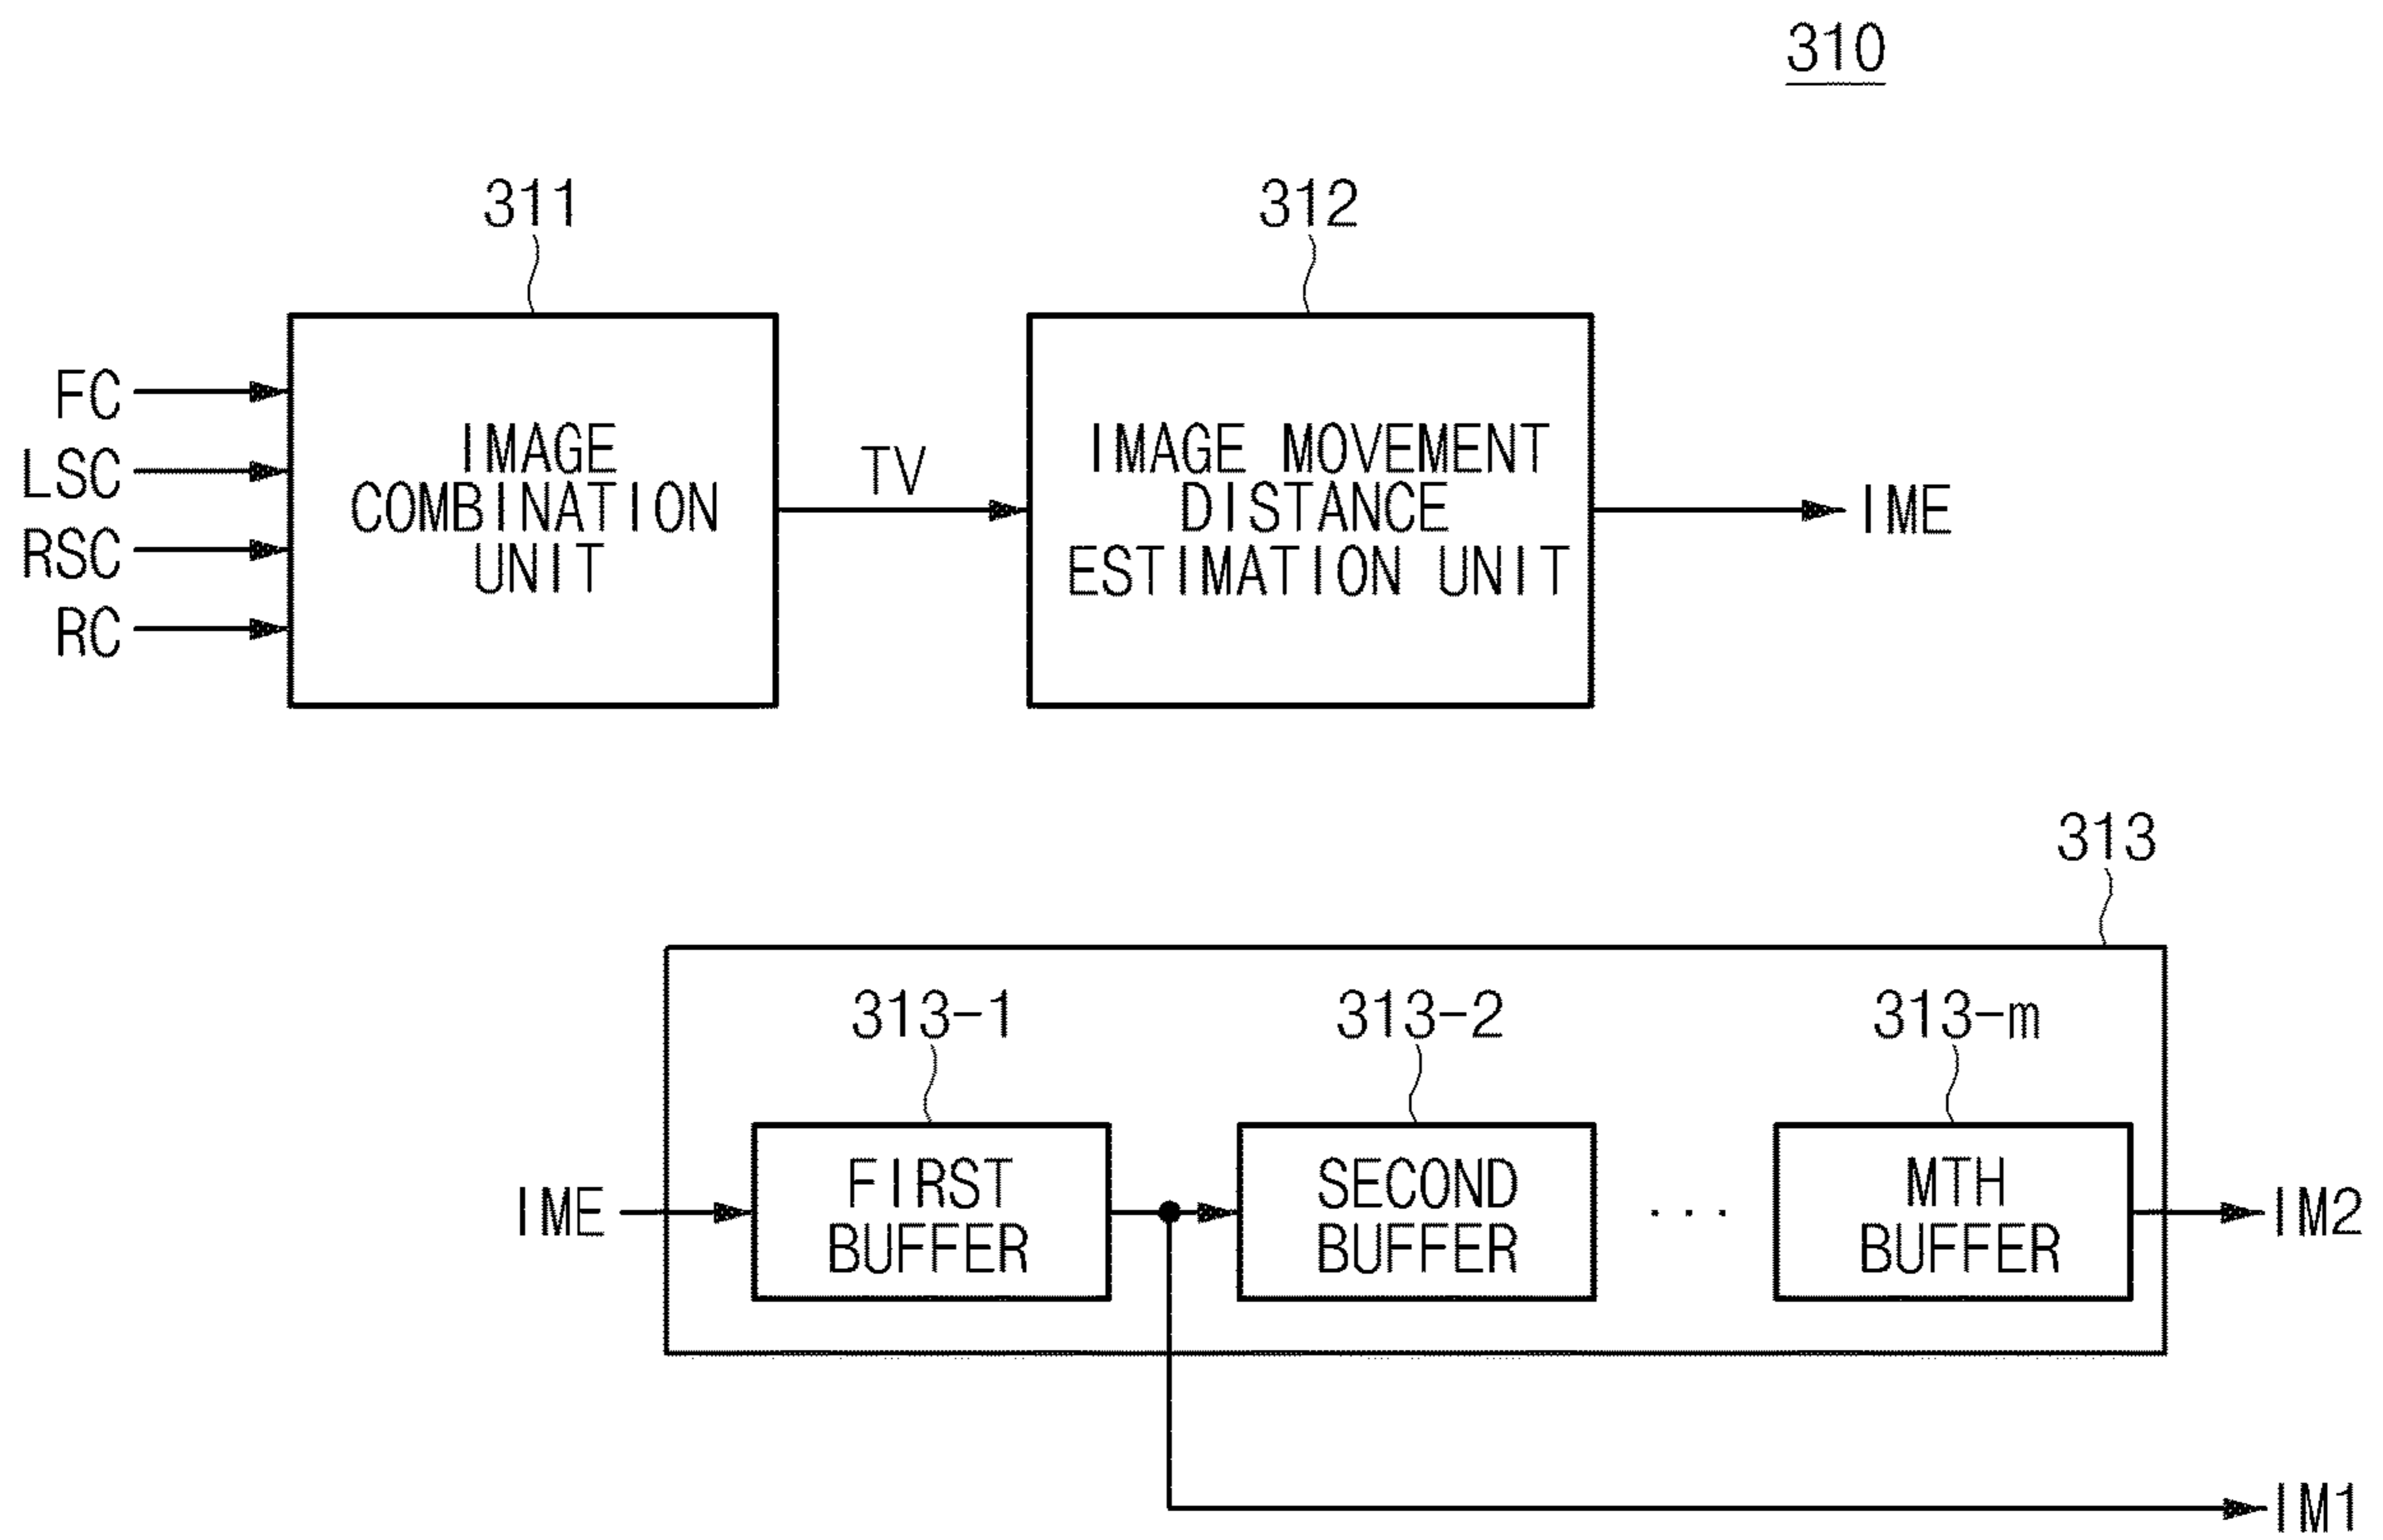 310
311
312
FC
LSC
RSC
RC
IMAGE
COMBINATION
UNIT
TV
IMAGE MOVEMENT
DISTANCE
ESTIMATION UNIT
IME
313
313-1
313-2
313-m
IME
FIRST
BUFFER
SECOND
BUFFER
...
MTH
BUFFER
IM2
IM1